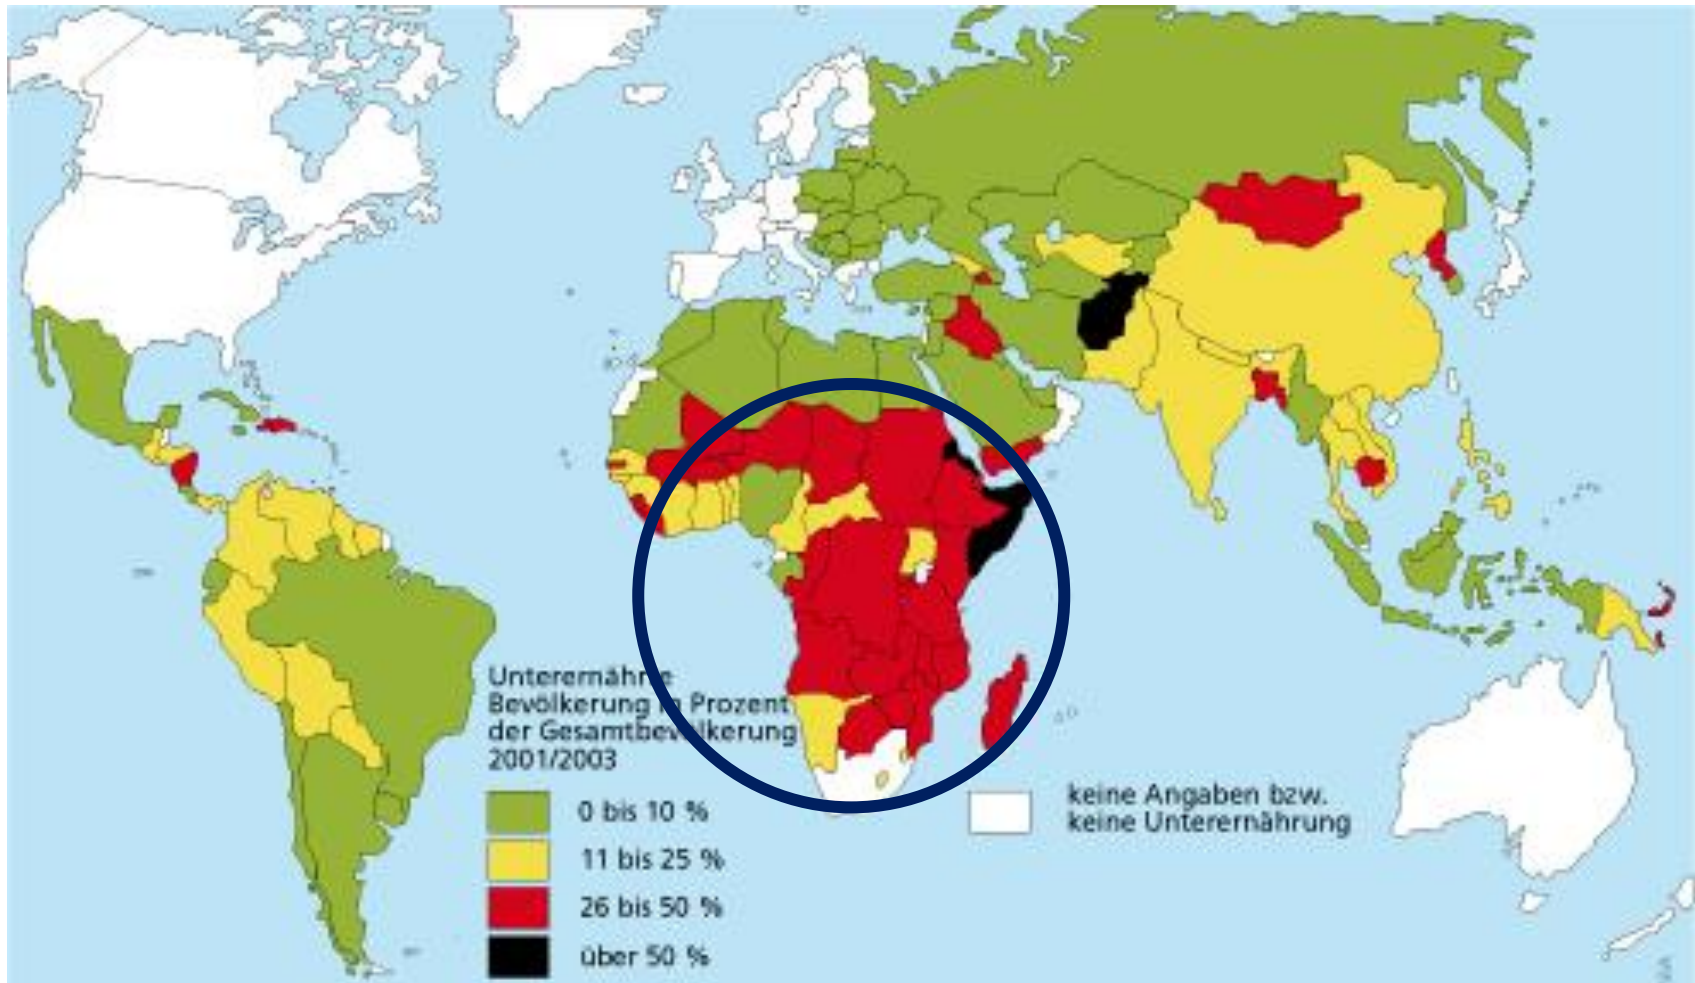 Unterernährte
Bevölkerung in Prozent
der Gesamtbevölkerung
2001/2003
0 bis 10 %
11 bis 25 %
26 bis 50 %
über 50 %
keine Angaben bzw.
keine Unterernährung